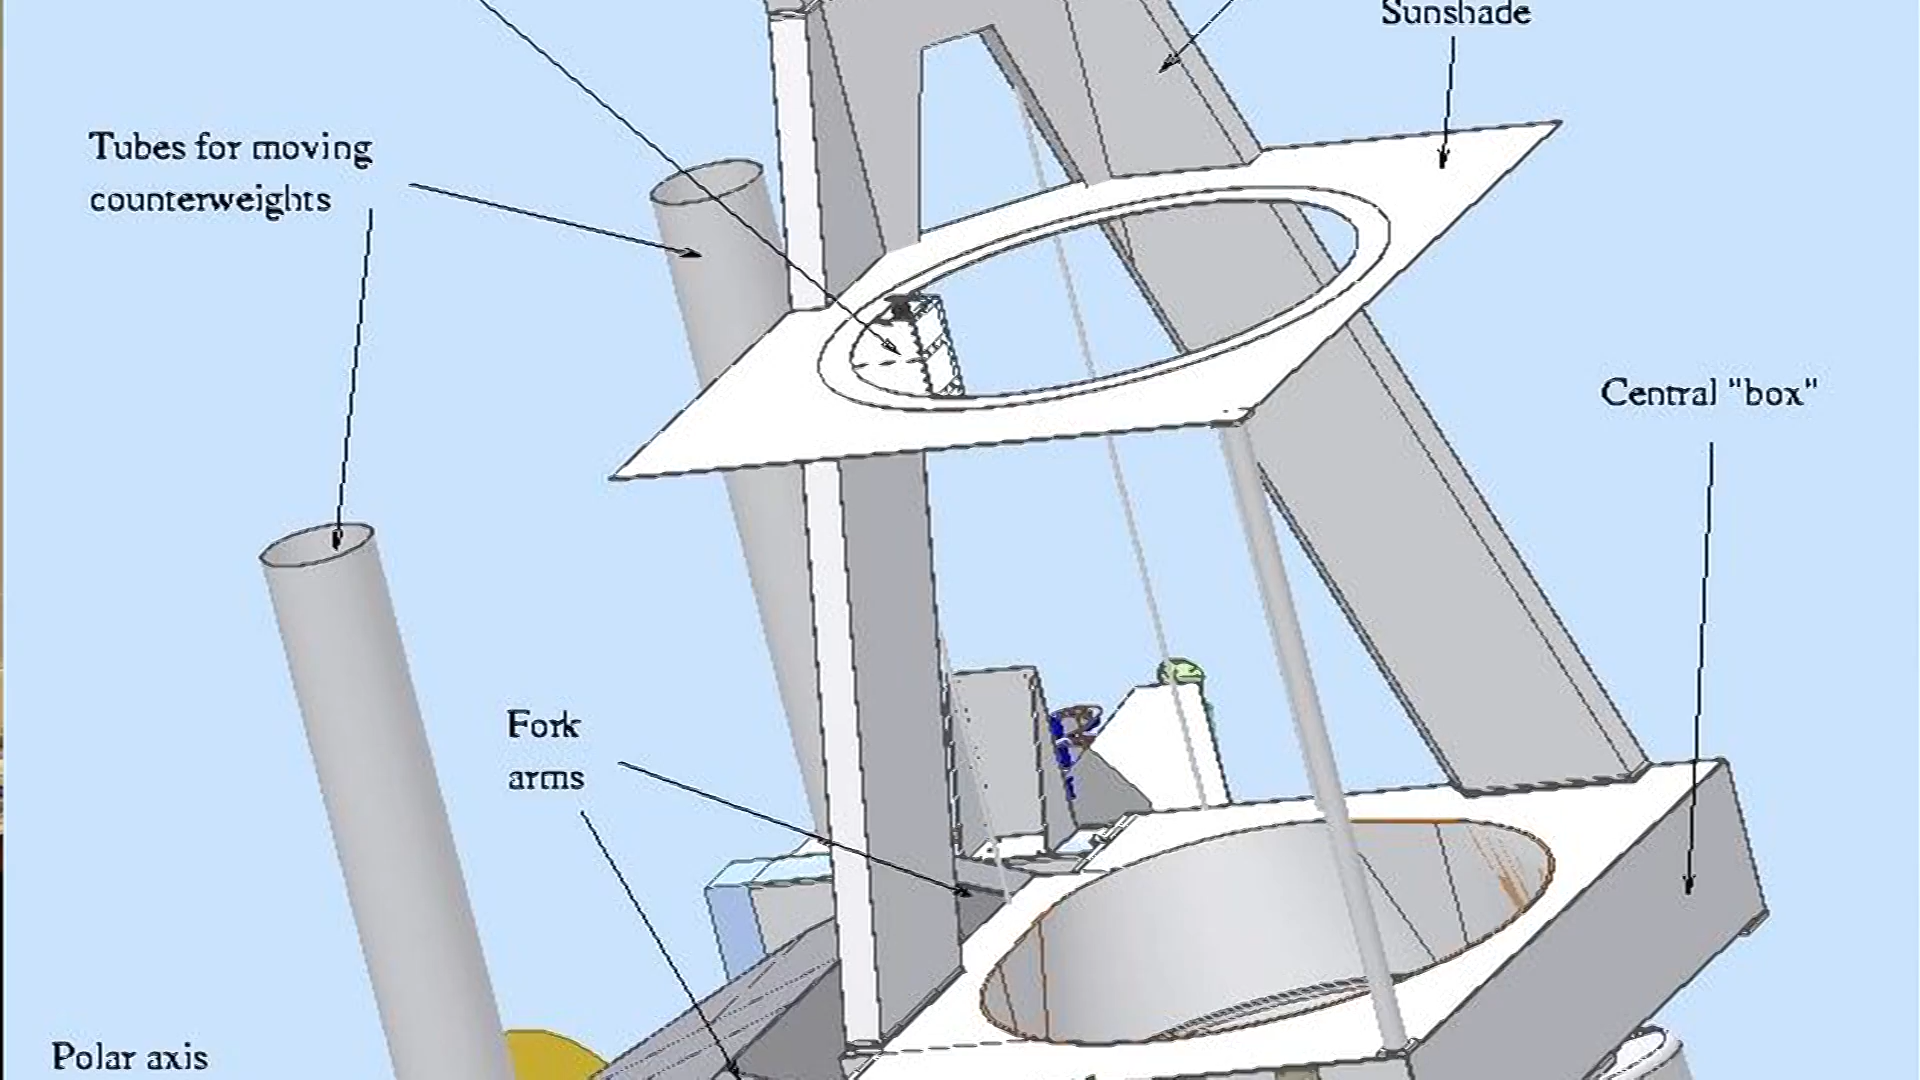 Sunshade
Tubes for moving
counterweights
Central "box"
Fork
arms
Polar axis